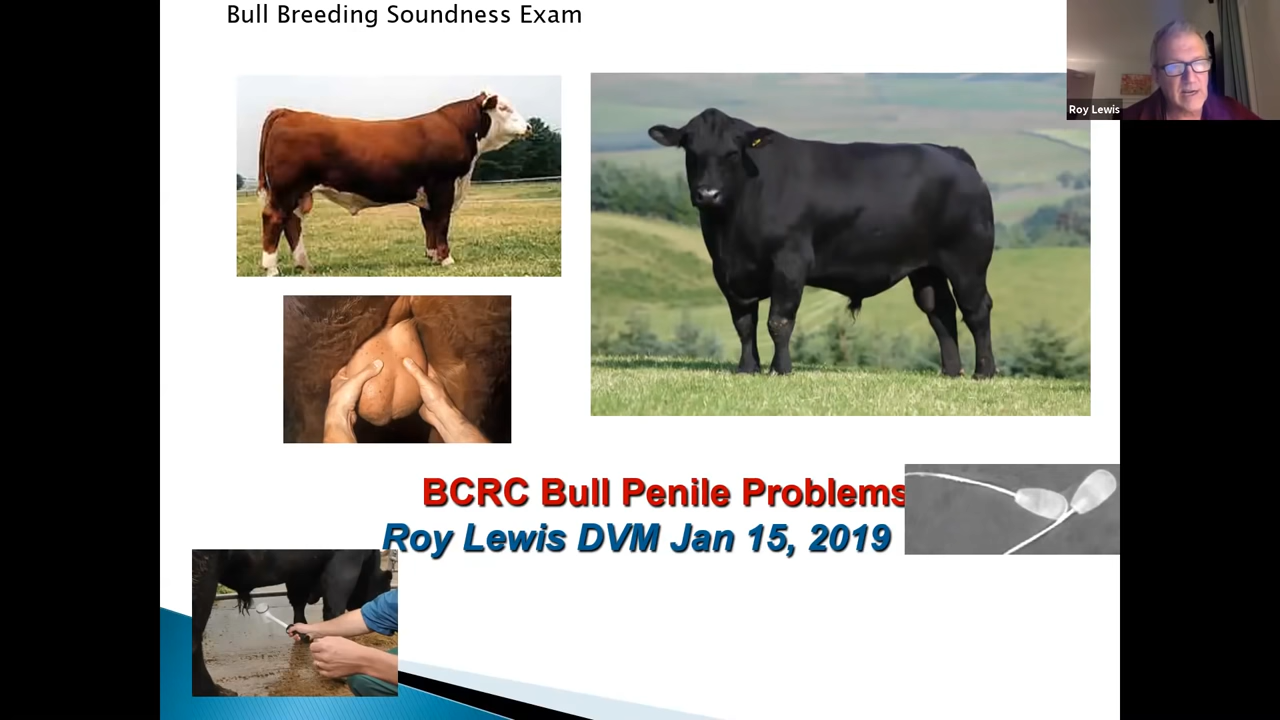 Bull Breeding Soundness Exam
Roy Lewis
BCRC Bull Penile Problems
Roy Lewis DVM Jan 15, 2019